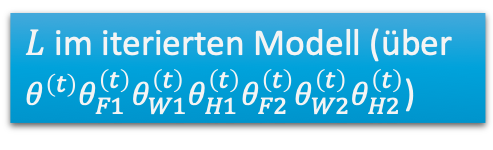 L im iterierten Modell (über
θ^(t) θ_F1^(t) θ_W1^(t) θ_H1^(t) θ_F2^(t) θ_W2^(t) θ_H2^(t))